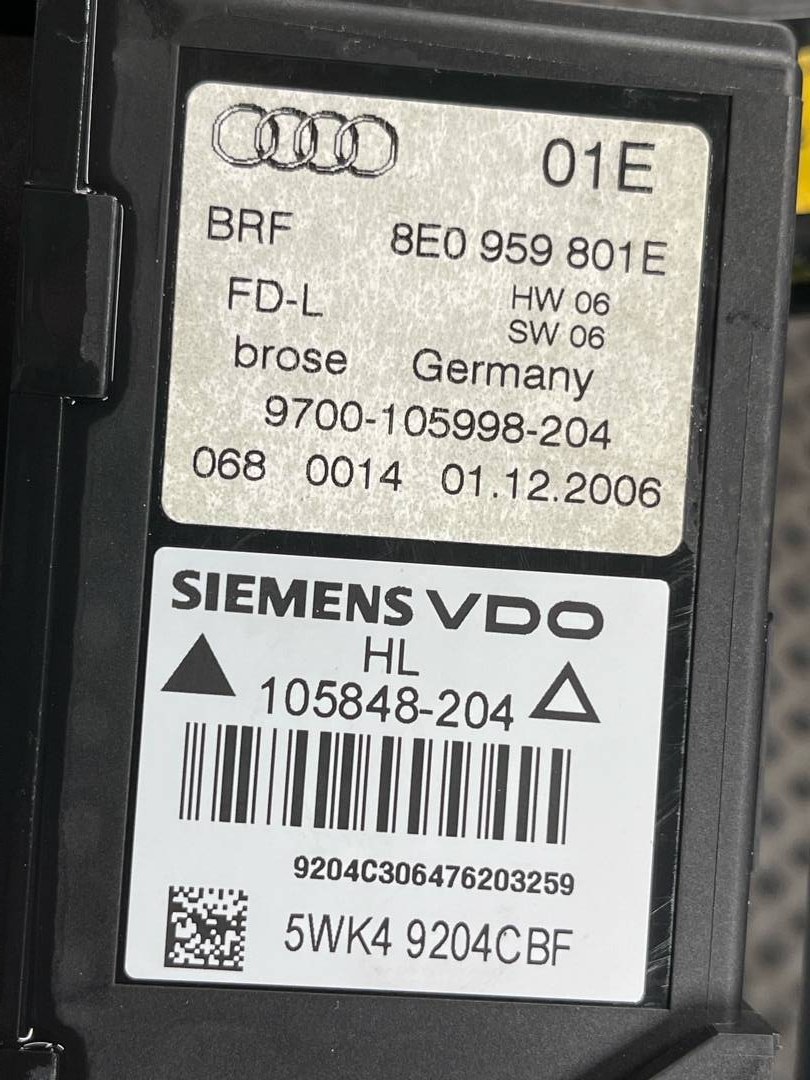 01E
BRF 8E0 959 801E
FD-L HW 06
SW 06
brose Germany
9700-105998-204
068 0014 01.12.2006
SIEMENS VDO
HL
105848-204
9204C306476203259
5WK4 9204CBF